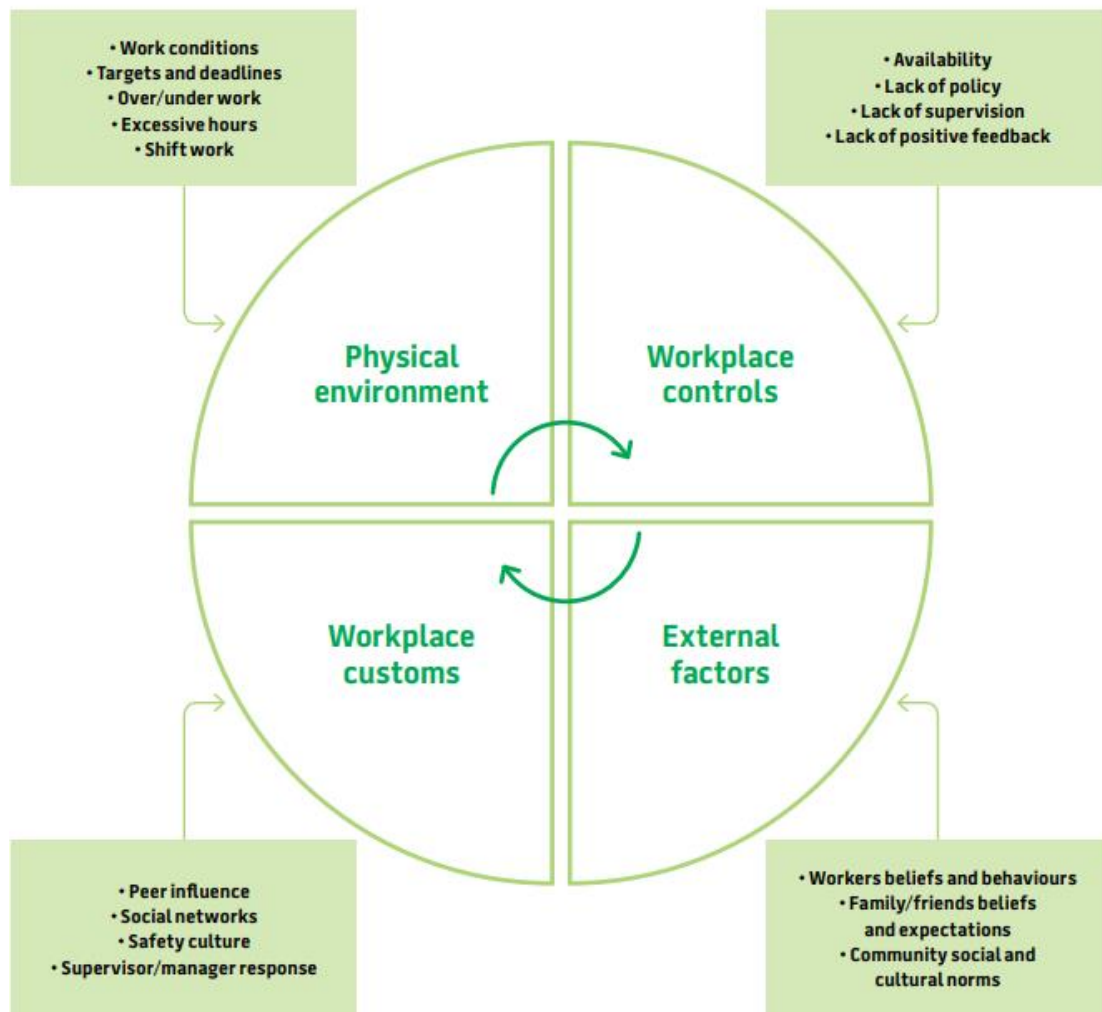 • Work conditions
• Targets and deadlines
• Over/under work
• Excessive hours
• Shift work
• Availability
• Lack of policy
• Lack of supervision
• Lack of positive feedback
Physical
environment
Workplace
controls
Workplace
customs
External
factors
• Peer influence
• Social networks
• Safety culture
• Supervisor/manager response
• Workers beliefs and behaviours
• Family/friends beliefs
and expectations
• Community social and
cultural norms